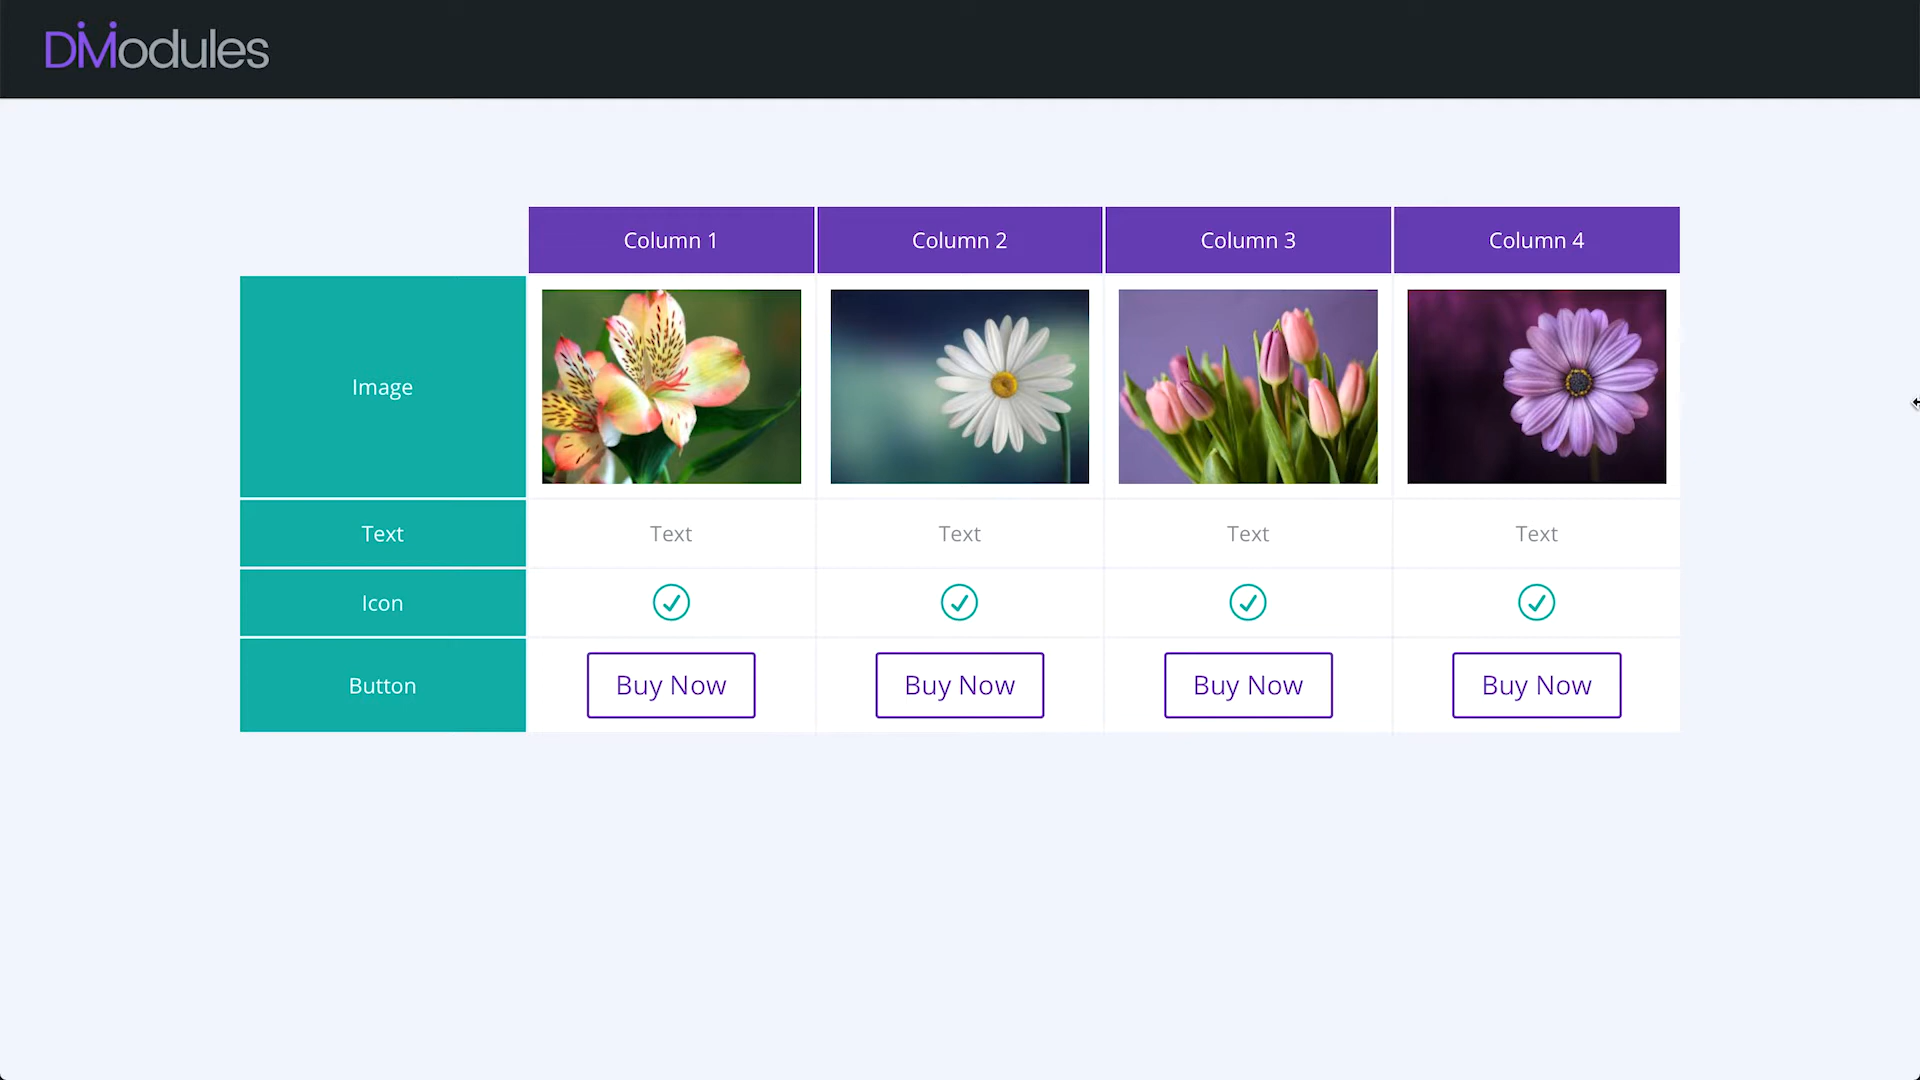 DiModules
Column 1 Column 2 Column 3 Column 4
Image
Text Text Text Text Text
Icon
Button Buy Now Buy Now Buy Now Buy Now